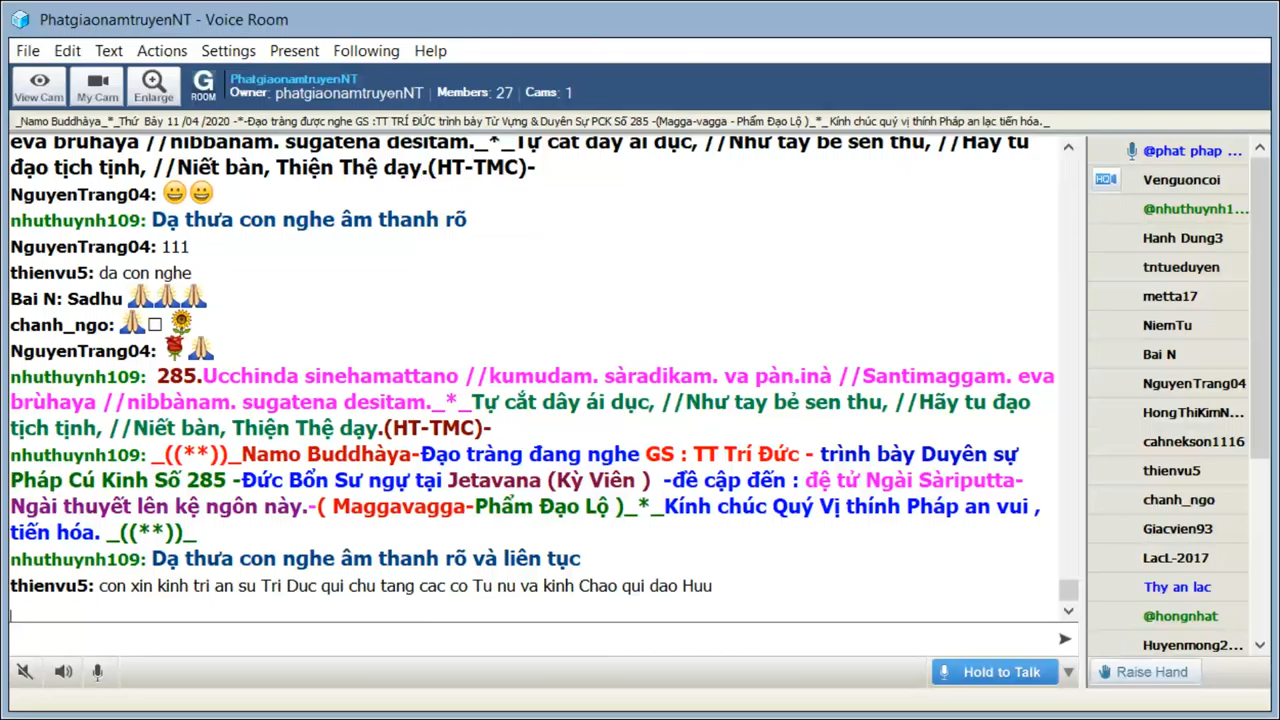 PhatgiaonamtruyenNT - Voice Room
File Edit Text Actions Settings Present Following Help
View Cam My Cam Enlarge G ROOM PhatgiaonamtruyenNT
Owner: phatgiaonamtruyenNT | Members: 27 | Cams: 1
_Namo Buddhàya_*_Thứ Bảy 11 /04 /2020 -*-Đạo tràng được nghe GS :TT TRÍ ĐỨC trình bày Từ Vựng & Duyên Sự PCK Số 285 -(Magga-vagga - Phẩm Đạo Lộ )_*_Kính chúc quý vị thính Pháp an lạc tiến hóa._
eva brùhaya //nibbànam. sugatena desitam._*_Tự cắt dây ái dục, //Như tay bẻ sen thu, //Hãy tu
đạo tịch tịnh, //Niết bàn, Thiện Thệ dạy.(HT-TMC)-
NguyenTrang04: 😀😀
nhuthuynh109: Dạ thưa con nghe âm thanh rõ
NguyenTrang04: 111
thienvu5: da con nghe
Bai N: Sadhu 🙏🙏🙏
chanh_ngo: 🙏□ 🌻
NguyenTrang04: 🌹🙏
nhuthuynh109: 285.Ucchinda sinehamattano //kumudam. sàradikam. va pàn.inà //Santimaggam. eva
brùhaya //nibbànam. sugatena desitam._*_Tự cắt dây ái dục, //Như tay bẻ sen thu, //Hãy tu đạo
tịch tịnh, //Niết bàn, Thiện Thệ dạy.(HT-TMC)-
nhuthuynh109: _((**))_Namo Buddhàya-Đạo tràng đang nghe GS : TT Trí Đức - trình bày Duyên sự
Pháp Cú Kinh Số 285 -Đức Bổn Sư ngự tại Jetavana (Kỳ Viên ) -đề cập đến : đệ tử Ngài Sàriputta-
Ngài thuyết lên kệ ngôn này.-( Maggavagga-Phẩm Đạo Lộ )_*_Kính chúc Quý Vị thính Pháp an vui ,
tiến hóa. _((**))_
nhuthuynh109: Dạ thưa con nghe âm thanh rõ và liên tục
thienvu5: con xin kinh tri an su Tri Duc qui chu tang cac co Tu nu va kinh Chao qui dao Huu
@phat phap ...
HD Venguoncoi
@nhuthuynh1...
Hanh Dung3
tntueduyen
metta17
NiemTu
Bai N
NguyenTrang04
HongThiKimN...
cahnekson1116
thienvu5
chanh_ngo
Giacvien93
LacL-2017
Thy an lac
@hongnhat
Huyenmong2...
Hold to Talk
Raise Hand